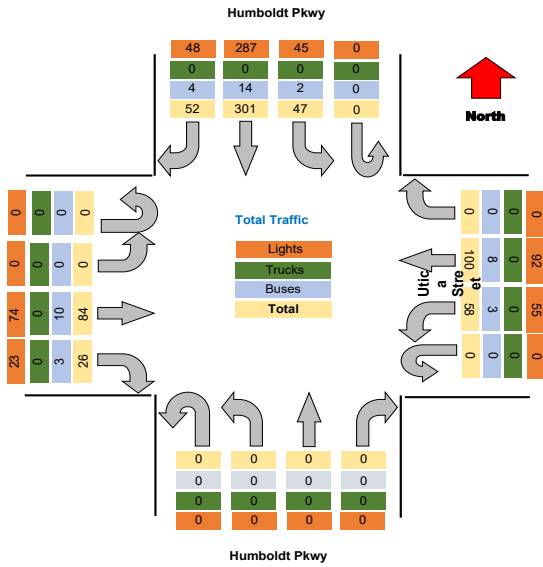 Humboldt Pkwy
48 287 45 0
0 0 0 0
4 14 2 0
52 301 47 0
North
0 0 0 0
0 0 0 0
74 0 10 84
23 0 3 26
Total Traffic
Lights
Trucks
Buses
Total
0 0 0 0
100 8 0 92
58 3 0 55
0 0 0 0
Utic
a
Stre
et
0 0 0 0
0 0 0 0
0 0 0 0
0 0 0 0
Humboldt Pkwy